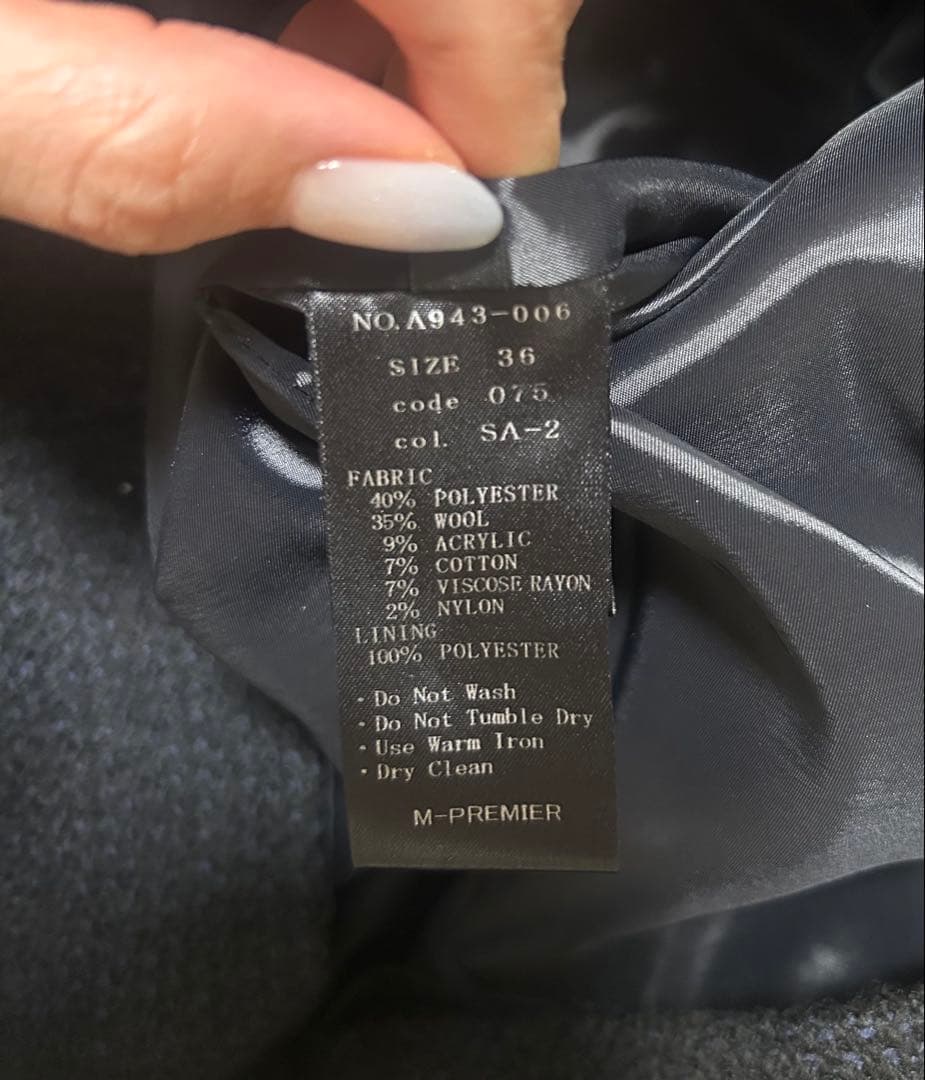 NO. A943-006
SIZE 36
code 075
col. SA-2
FABRIC
40% POLYESTER
35% WOOL
9% ACRYLIC
7% COTTON
7% VISCOSE RAYON
2% NYLON
LINING
100% POLYESTER
・Do Not Wash
・Do Not Tumble Dry
・Use Warm Iron
・Dry Clean
M-PREMIER